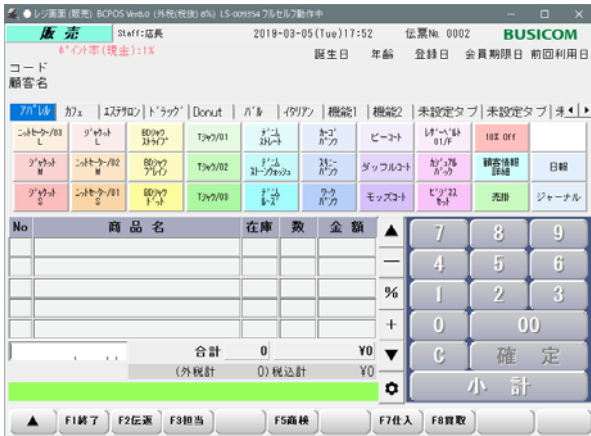 レジ画面 (販売) BCPOS Ver8.0 (外税(税抜) 8%) LS-009354 フルセルフ動作中
販売 Staff:店長 2019-03-05(Tue)17:52 伝票No. 0002 BUSICOM
ﾎﾟｲﾝﾄ率(現金):1% 誕生日 年齢 登録日 会員期限日 前回利用日
コード
顧客名
ｱﾊﾟﾚﾙ ｶﾌｪ ｴｽﾃｻﾛﾝ ﾄﾞﾗｯｸﾞ Donut ﾊﾞﾙ ｲﾀﾘｱﾝ 機能1 機能2 未設定タブ 未設定タブ
ﾆｯﾄｾｰﾀｰ/03 L ｼﾞｬｹｯﾄ L BDｼｬﾂ ｽﾄﾗｲﾌﾟ Tｼｬﾂ/01 ﾃﾞﾆﾑ ｽﾄﾚｰﾄ ｶｰｺﾞ ﾊﾟﾝﾂ ピーコート ﾚｻﾞｰﾍﾞﾙﾄ 01/F 10% Off
ｼﾞｬｹｯﾄ M ﾆｯﾄｾｰﾀｰ/02 M BDｼｬﾂ ﾌﾟﾚｲﾝ Tｼｬﾂ/02 ﾃﾞﾆﾑ ｽﾄｰﾝｳｫｯｼｭ ｽｷﾆｰ ﾊﾟﾝﾂ ダッフルコート ｶｼﾞｭｱﾙ ﾊﾞｯｸﾞ 顧客情報 詳細 日報
ｼﾞｬｹｯﾄ S ﾆｯﾄｾｰﾀｰ/01 S BDｼｬﾂ ﾄﾞｯﾄ Tｼｬﾂ/03 ﾃﾞﾆﾑ ﾙｰｽﾞ ﾜｰｸ ﾊﾟﾝﾂ モッズコート ﾋﾞｼﾞﾈｽ ｾｯﾄ 売掛 ジャーナル
No 商品名 在庫 数 金額 ▲ 7 8 9
— 4 5 6
% 1 2 3
+ 0 00
合計 0 ¥0 ▼ C 確定
(外税計 0) 税込計 ¥0
小計
▲ F1終了 F2伝返 F3担当 F5商検 F7仕入 F8買取